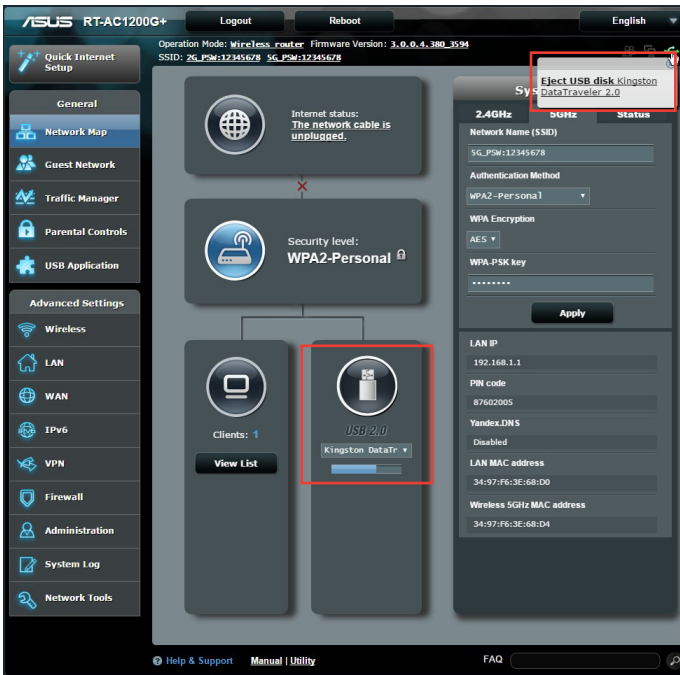 ASUS RT-AC1200G+
Logout
Reboot
English
Quick Internet
Setup
Operation Mode: Wireless router Firmware Version: 3.0.0.4.380_3594
SSID: 2G_PSW:12345678 5G_PSW:12345678
Eject USB disk Kingston
DataTraveler 2.0
General
Network Map
Guest Network
Traffic Manager
Parental Controls
USB Application
Advanced Settings
Wireless
LAN
WAN
IPv6
VPN
Firewall
Administration
System Log
Network Tools
Internet status:
The network cable is
unplugged.
Security level:
WPA2-Personal
Clients: 1
View List
USB 2.0
Kingston DataTr
Sys
2.4GHz 5GHz Status
Network Name (SSID)
5G_PSW:12345678
Authentication Method
WPA2-Personal
WPA Encryption
AES
WPA-PSK key
••••••••
Apply
LAN IP
192.168.1.1
PIN code
87602005
Yandex.DNS
Disabled
LAN MAC address
34:97:F6:3E:68:D0
Wireless 5GHz MAC address
34:97:F6:3E:68:D4
Help & Support Manual | Utility
FAQ